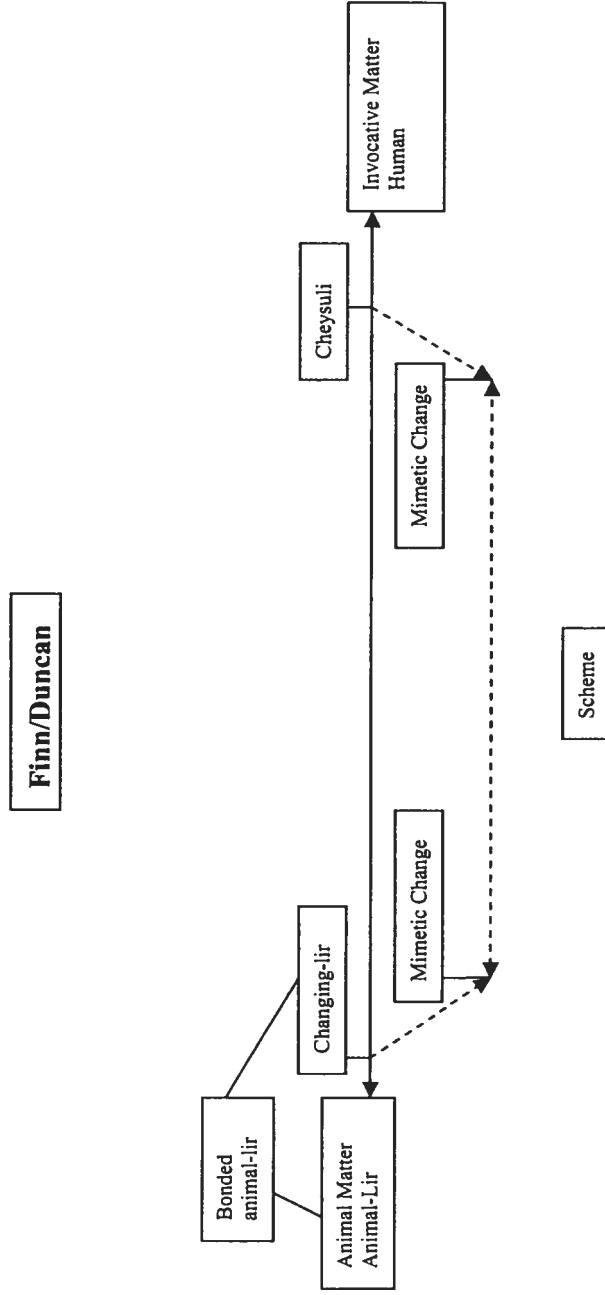 Finn/Duncan
Bonded
animal-lir
Changing-lir
Cheysuli
Animal Matter
Animal-Lir
Invocative Matter
Human
Mimetic Change
Mimetic Change
Scheme